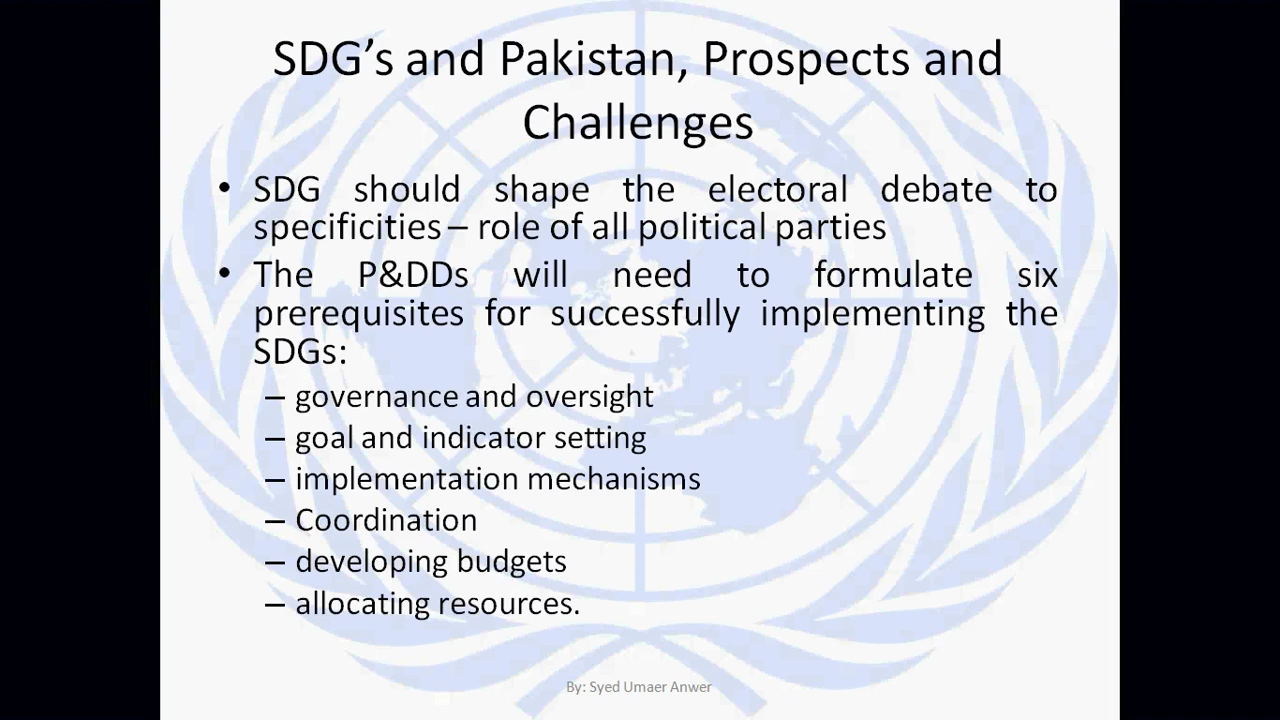 SDG’s and Pakistan, Prospects and
Challenges
• SDG should shape the electoral debate to
specificities – role of all political parties
• The P&DDs will need to formulate six
prerequisites for successfully implementing the
SDGs:
– governance and oversight
– goal and indicator setting
– implementation mechanisms
– Coordination
– developing budgets
– allocating resources.
By: Syed Umaer Anwer